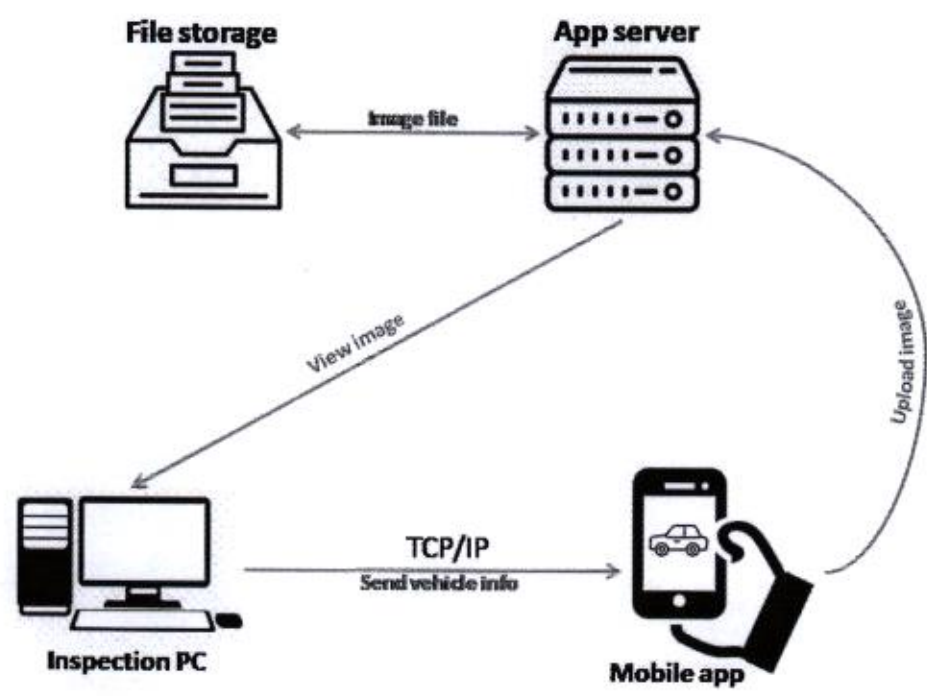 File storage
App server
Image file
View image
Upload image
TCP/IP
Send vehicle info
Inspection PC
Mobile app